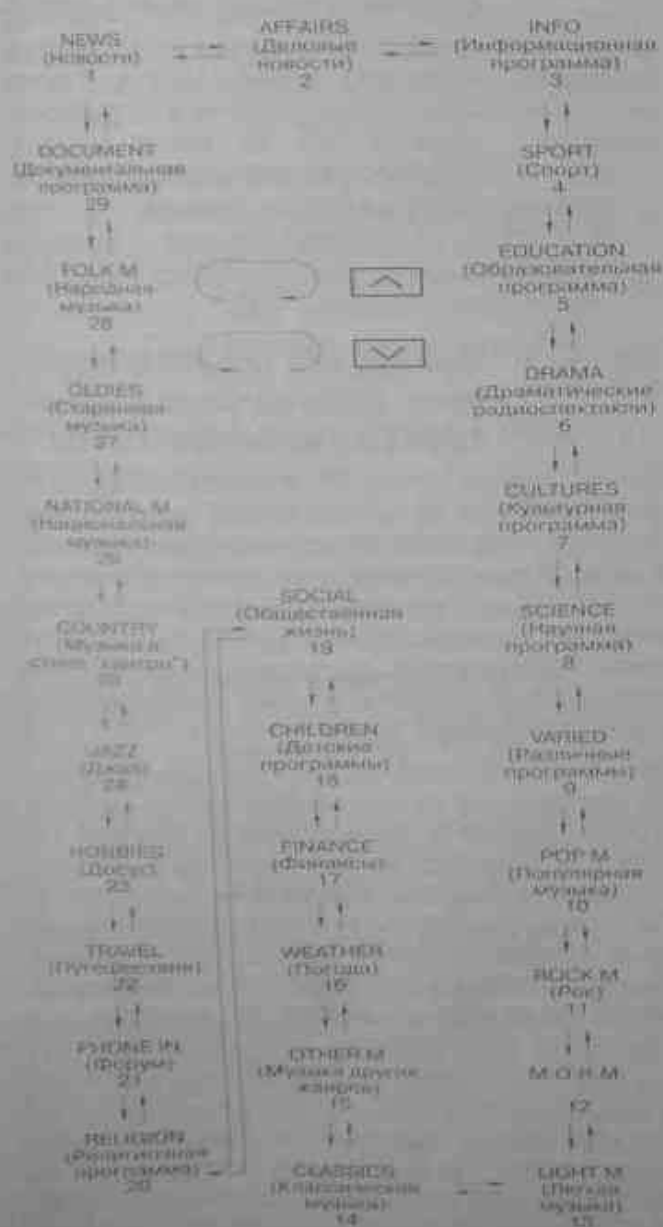 NEWS
(Новости)
1
AFFAIRS
(Деловые
новости)
2
INFO
(Информационная
программа)
3
SPORT
(Спорт)
4
EDUCATION
(Образовательная
программа)
5
DRAMA
(Драматические
радиоспектакли)
6
CULTURES
(Культурная
программа)
7
SCIENCE
(Научная
программа)
8
VARIED
(Различные
программы)
9
POP M
(Популярная
музыка)
10
ROCK M
(Рок)
11
M.O.R.M.
12
LIGHT M
(Легкая
музыка)
13
CLASSICS
(Классическая
музыка)
14
OTHER M
(Музыка других
жанров)
15
WEATHER
(Погода)
16
FINANCE
(Финансы)
17
CHILDREN
(Детские
программы)
18
SOCIAL
(Общественная
жизнь)
19
RELIGION
(Религиозная
программа)
20
PHONE IN
(Форум)
21
TRAVEL
(Путешествия)
22
HOBBIES
(Досуг)
23
JAZZ
(Джаз)
24
COUNTRY
(Музыка в
стиле "кантри")
25
NATIONAL M
(Национальная
музыка)
26
OLDIES
(Старинная
музыка)
27
FOLK M
(Народная
музыка)
28
DOCUMENT
(Документальная
программа)
29